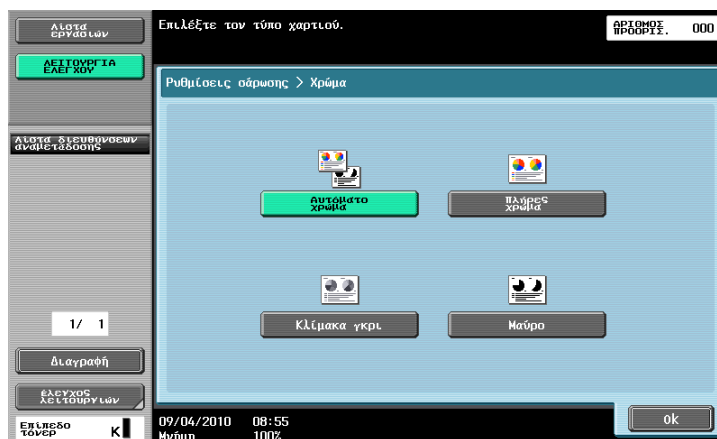 Λίστα
εργασιών
Επιλέξτε τον τύπο χαρτιού.
ΑΡΙΘΜΟΣ
ΠΡΟΟΡΙΣ.
000
ΛΕΙΤΟΥΡΓΙΑ
ΕΛΕΓΧΟΥ
Ρυθμίσεις σάρωσης > Χρώμα
Λίστα διευθύνσεων
αναμετάδοσης
Αυτόματο
χρώμα
Πλήρες
χρώμα
Κλίμακα γκρι
Μαύρο
1/ 1
Διαγραφή
έλεγχος
λειτουργιών
Επίπεδο
τόνερ
K
09/04/2010 08:55
Μνήμη 100%
ok